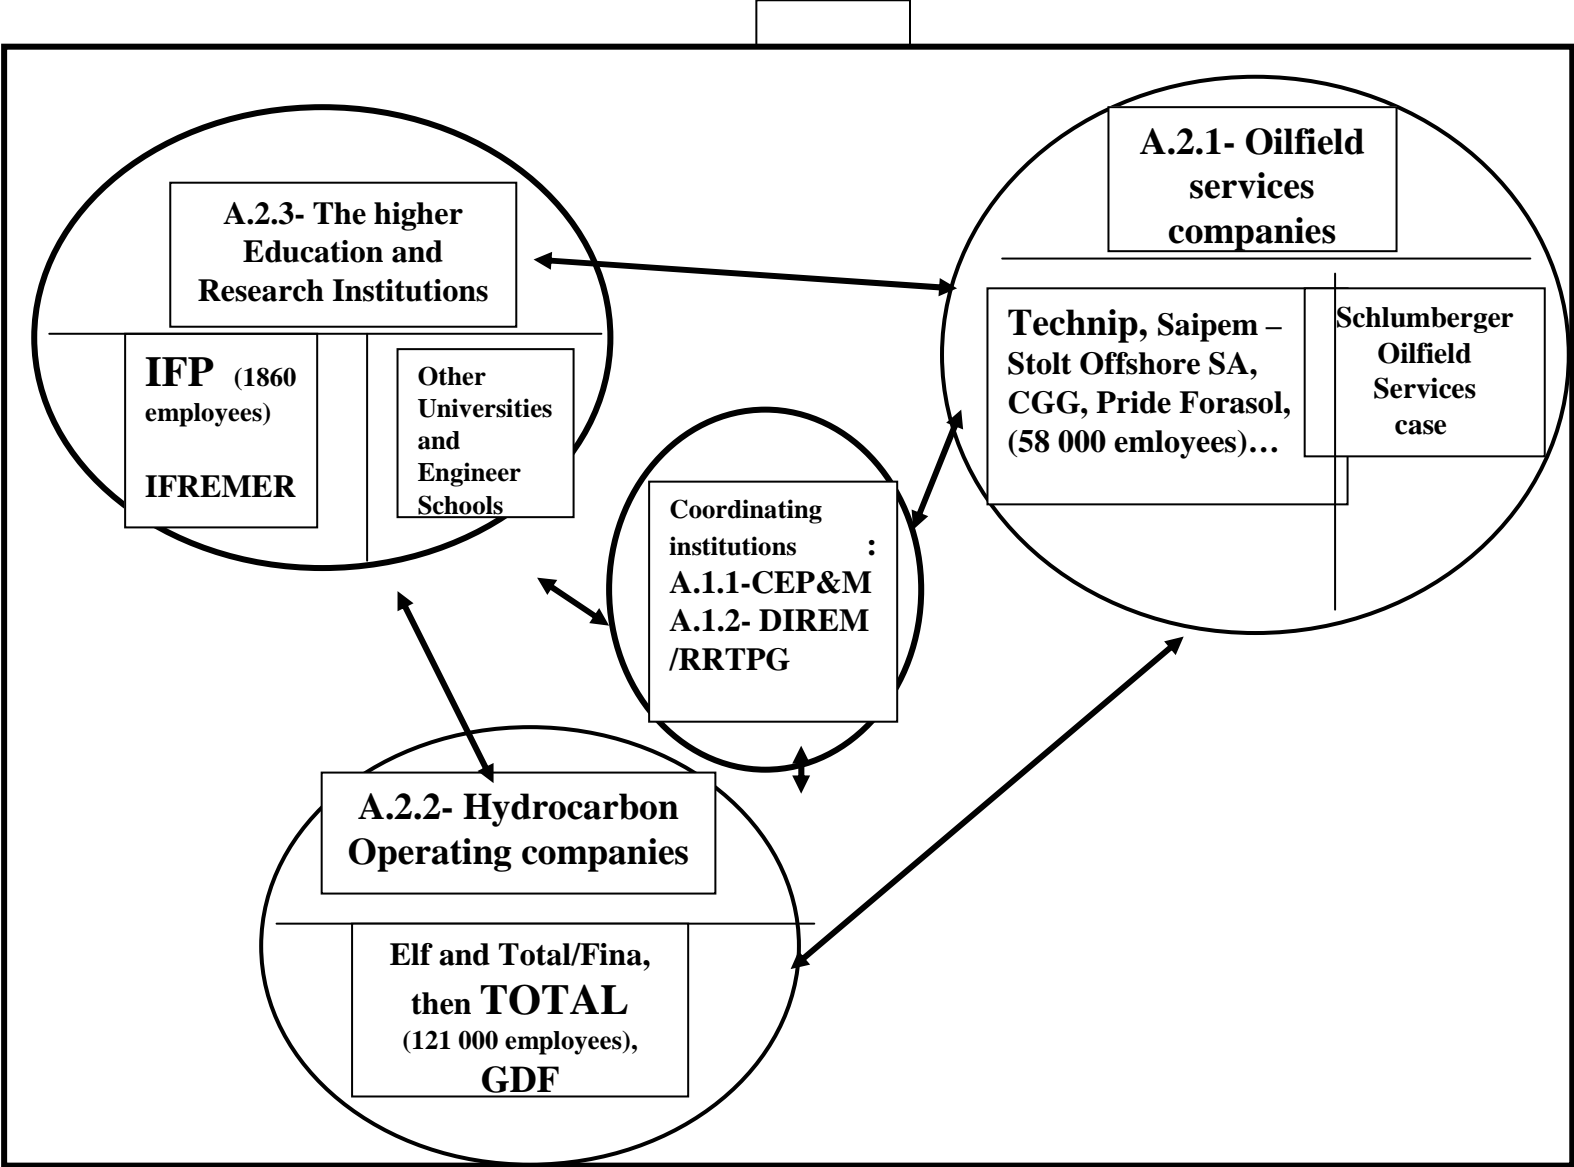 A.2.3- The higher
Education and
Research Institutions
IFP (1860
employees)
IFREMER
Other
Universities
and
Engineer
Schools
A.2.1- Oilfield
services
companies
Technip, Saipem –
Stolt Offshore SA,
CGG, Pride Forasol,
(58 000 emloyees)…
Schlumberger
Oilfield
Services
case
Coordinating
institutions :
A.1.1-CEP&M
A.1.2- DIREM
/RRTPG
A.2.2- Hydrocarbon
Operating companies
Elf and Total/Fina,
then TOTAL
(121 000 employees),
GDF